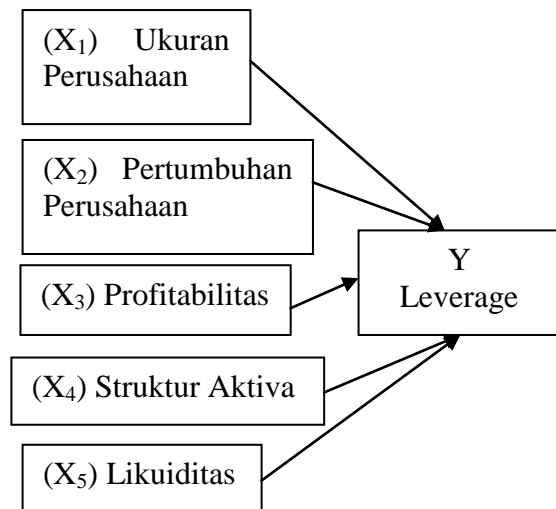 (X₁) Ukuran
Perusahaan
(X₂) Pertumbuhan
Perusahaan
(X₃) Profitabilitas
(X₄) Struktur Aktiva
(X₅) Likuiditas
Y
Leverage